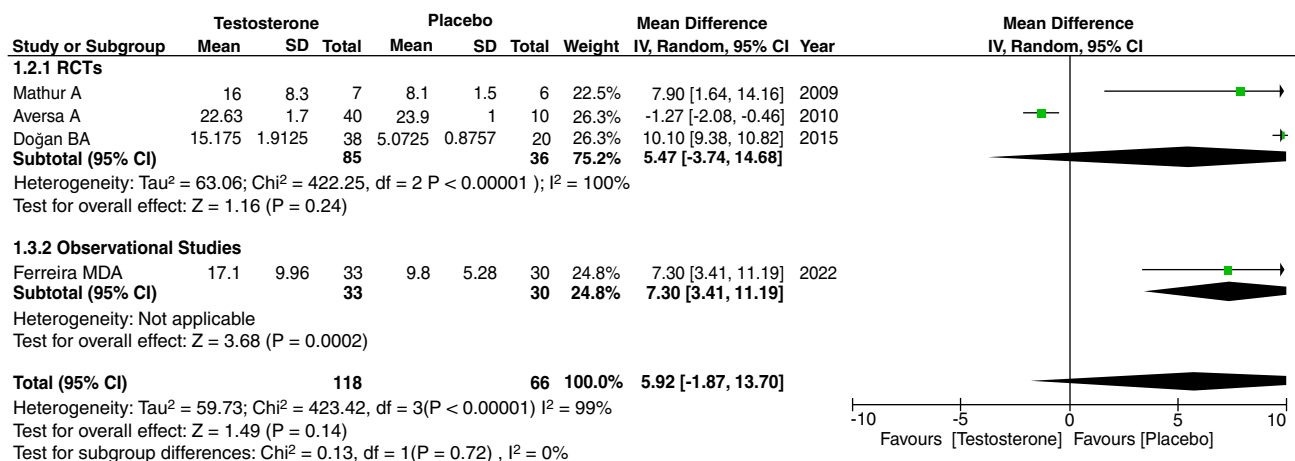 Testosterone Placebo Mean Difference Mean Difference
Study or Subgroup Mean SD Total Mean SD Total Weight IV, Random, 95% CI Year IV, Random, 95% CI
1.2.1 RCTs
Mathur A 16 8.3 7 8.1 1.5 6 22.5% 7.90 [1.64, 14.16] 2009
Aversa A 22.63 1.7 40 23.9 1 10 26.3% -1.27 [-2.08, -0.46] 2010
Doğan BA 15.175 1.9125 38 5.0725 0.8757 20 26.3% 10.10 [9.38, 10.82] 2015
Subtotal (95% CI) 85 36 75.2% 5.47 [-3.74, 14.68]
Heterogeneity: Tau² = 63.06; Chi² = 422.25, df = 2 P < 0.00001 ); I² = 100%
Test for overall effect: Z = 1.16 (P = 0.24)
1.3.2 Observational Studies
Ferreira MDA 17.1 9.96 33 9.8 5.28 30 24.8% 7.30 [3.41, 11.19] 2022
Subtotal (95% CI) 33 30 24.8% 7.30 [3.41, 11.19]
Heterogeneity: Not applicable
Test for overall effect: Z = 3.68 (P = 0.0002)
Total (95% CI) 118 66 100.0% 5.92 [-1.87, 13.70]
Heterogeneity: Tau² = 59.73; Chi² = 423.42, df = 3(P < 0.00001) I² = 99%
Test for overall effect: Z = 1.49 (P = 0.14)
Test for subgroup differences: Chi² = 0.13, df = 1(P = 0.72) , I² = 0%
-10 -5 0 5 10
Favours [Testosterone] Favours [Placebo]